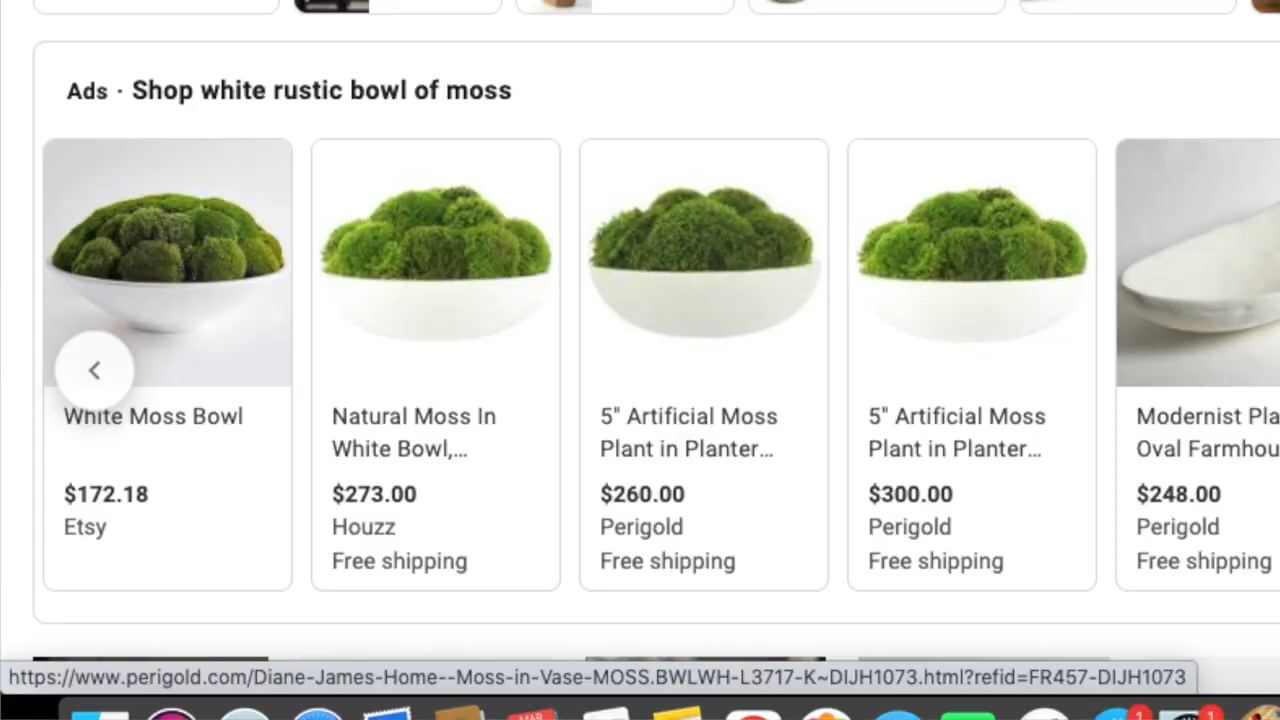 Ads · Shop white rustic bowl of moss
White Moss Bowl
$172.18
Etsy
Natural Moss In
White Bowl,...
$273.00
Houzz
Free shipping
5" Artificial Moss
Plant in Planter...
$260.00
Perigold
Free shipping
5" Artificial Moss
Plant in Planter...
$300.00
Perigold
Free shipping
Modernist
Oval
$248.00
Perigold
Free shipping
https://www.perigold.com/Diane-James-Home--Moss-in-Vase-MOSS.BWLWH-L3717-K~DIJH1073.html?refid=FR457-DIJH1073
MAR
1
1